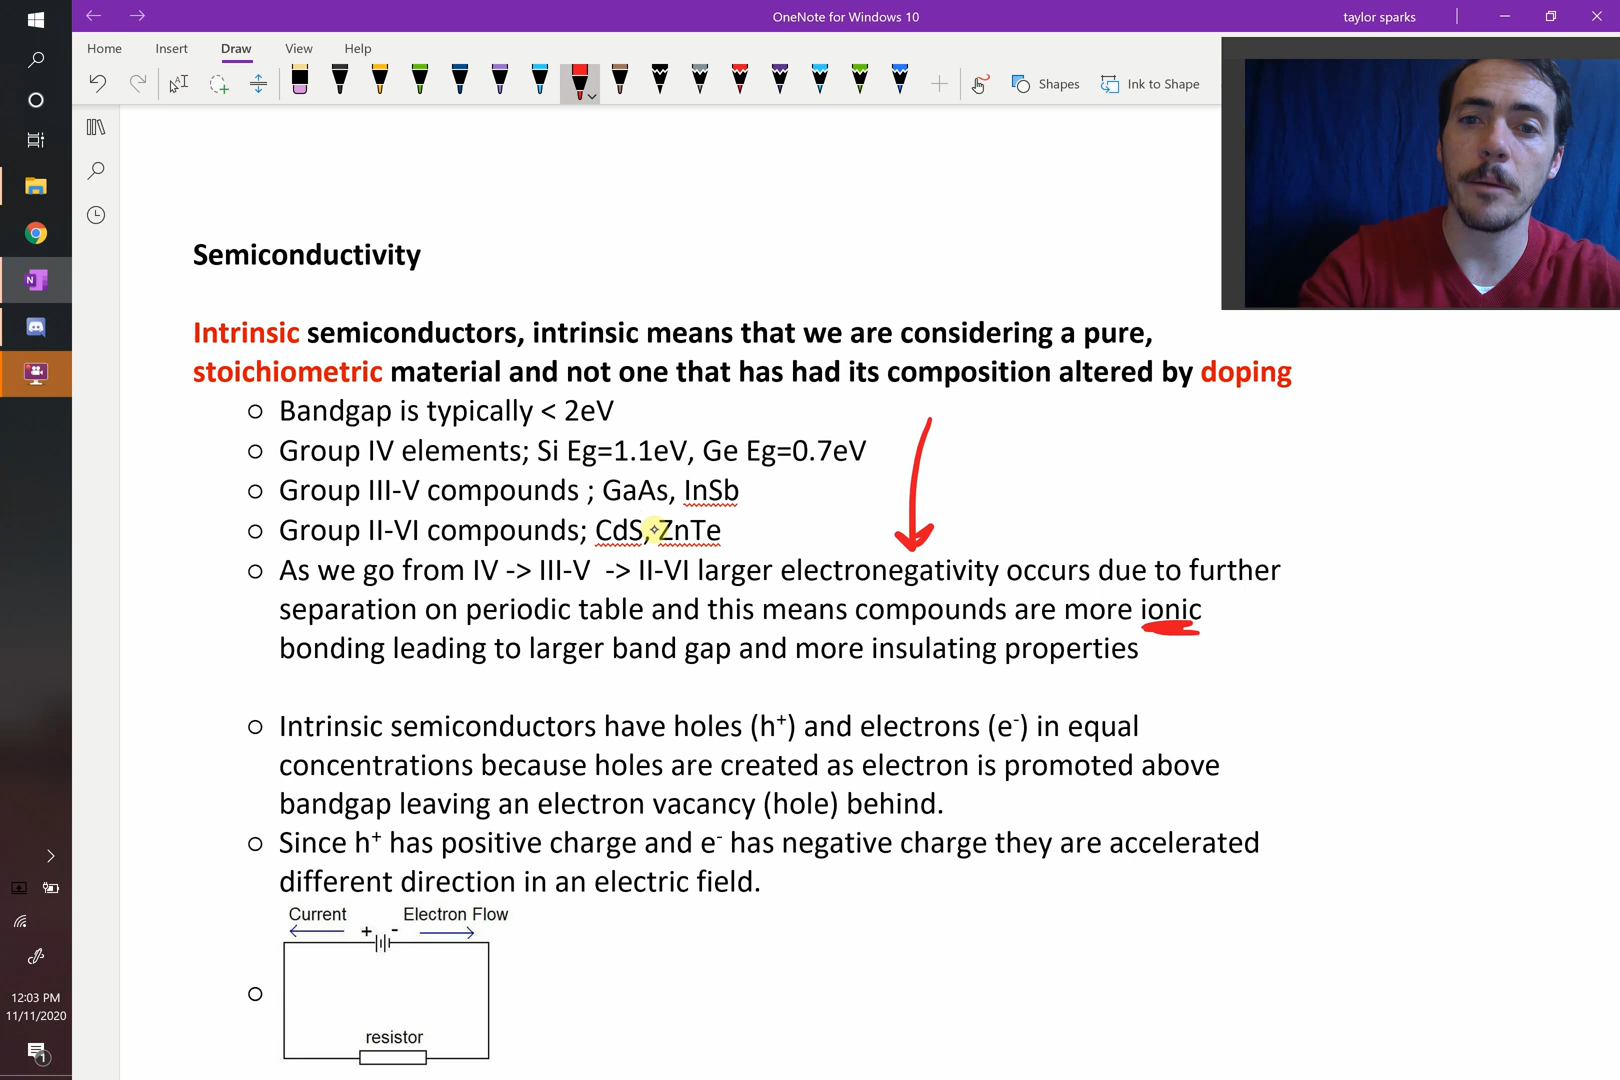 OneNote for Windows 10
taylor sparks
Home Insert Draw View Help
Shapes
Ink to Shape
Semiconductivity
Intrinsic semiconductors, intrinsic means that we are considering a pure,
stoichiometric material and not one that has had its composition altered by doping
Bandgap is typically < 2eV
Group IV elements; Si Eg=1.1eV, Ge Eg=0.7eV
Group III-V compounds ; GaAs, InSb
Group II-VI compounds; CdS, ZnTe
As we go from IV -> III-V -> II-VI larger electronegativity occurs due to further
separation on periodic table and this means compounds are more ionic
bonding leading to larger band gap and more insulating properties
Intrinsic semiconductors have holes (h⁺) and electrons (e⁻) in equal
concentrations because holes are created as electron is promoted above
bandgap leaving an electron vacancy (hole) behind.
Since h⁺ has positive charge and e⁻ has negative charge they are accelerated
different direction in an electric field.
Current Electron Flow
+ -
resistor
12:03 PM
11/11/2020
1